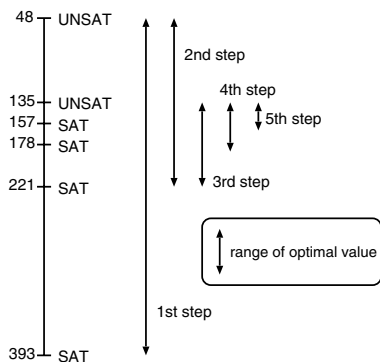 48 UNSAT
2nd step
4th step
135 UNSAT
5th step
157 SAT
178 SAT
221 SAT
3rd step
range of optimal value
1st step
393 SAT